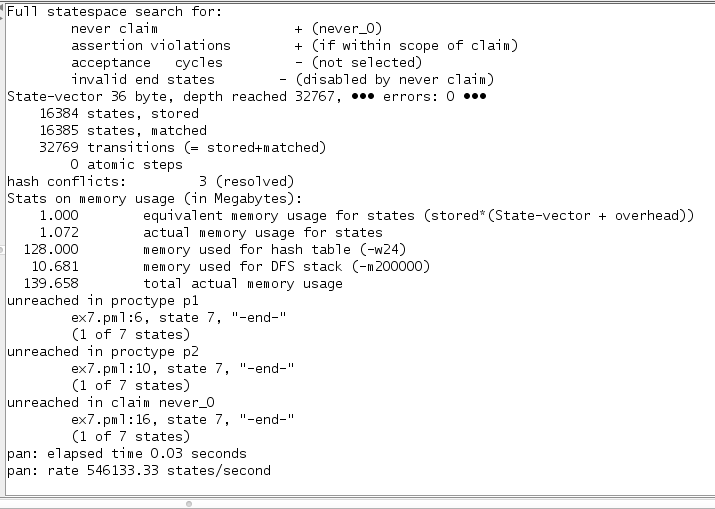 Full statespace search for:
never claim + (never_0)
assertion violations + (if within scope of claim)
acceptance cycles - (not selected)
invalid end states - (disabled by never claim)
State-vector 36 byte, depth reached 32767, ●●● errors: 0 ●●●
16384 states, stored
16385 states, matched
32769 transitions (= stored+matched)
0 atomic steps
hash conflicts: 3 (resolved)
Stats on memory usage (in Megabytes):
1.000 equivalent memory usage for states (stored*(State-vector + overhead))
1.072 actual memory usage for states
128.000 memory used for hash table (-w24)
10.681 memory used for DFS stack (-m200000)
139.658 total actual memory usage
unreached in proctype p1
ex7.pml:6, state 7, "-end-"
(1 of 7 states)
unreached in proctype p2
ex7.pml:10, state 7, "-end-"
(1 of 7 states)
unreached in claim never_0
ex7.pml:16, state 7, "-end-"
(1 of 7 states)
pan: elapsed time 0.03 seconds
pan: rate 546133.33 states/second